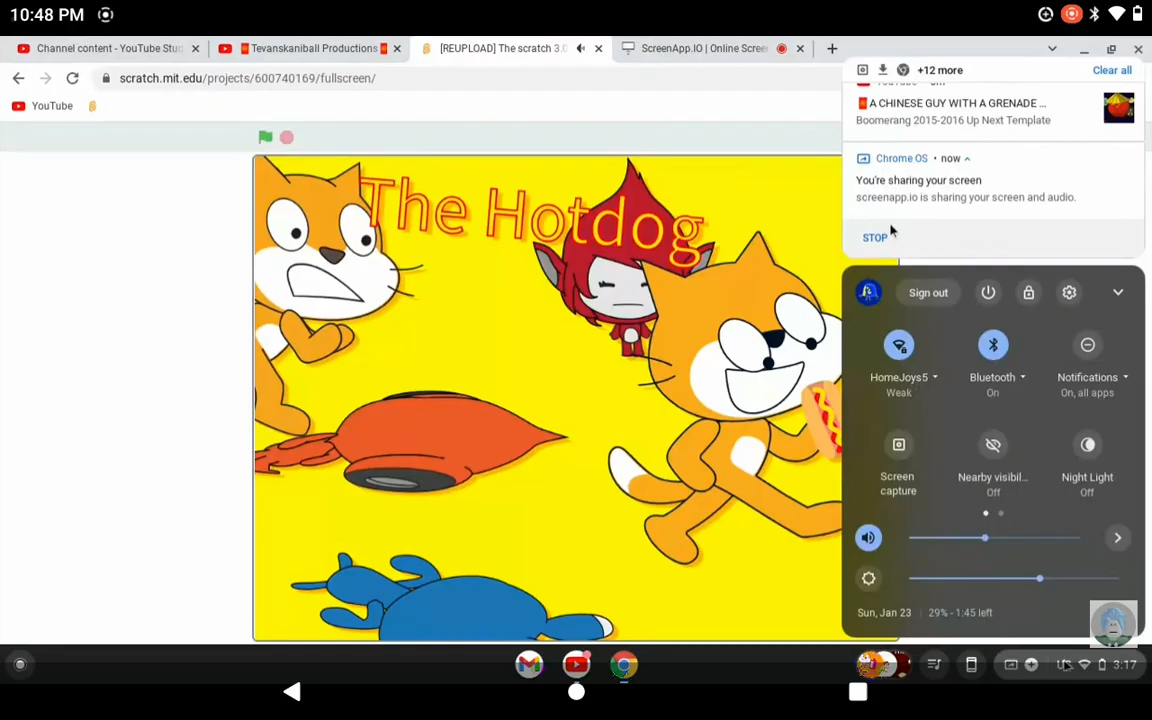 10:48 PM
Channel content - YouTube Stud
🧧Tevanskaniball Productions🧧
[REUPLOAD] The scratch 3.0
ScreenApp.IO | Online Scree
scratch.mit.edu/projects/600740169/fullscreen/
YouTube
+12 more
Clear all
🧧A CHINESE GUY WITH A GRENADE ...
Boomerang 2015-2016 Up Next Template
Chrome OS • now
You're sharing your screen
screenapp.io is sharing your screen and audio.
STOP
The Hotdog
Sign out
HomeJoys5
Weak
Bluetooth
On
Notifications
On, all apps
Screen
capture
Nearby visibil...
Off
Night Light
Off
Sun, Jan 23
29% - 1:45 left
US
3:17